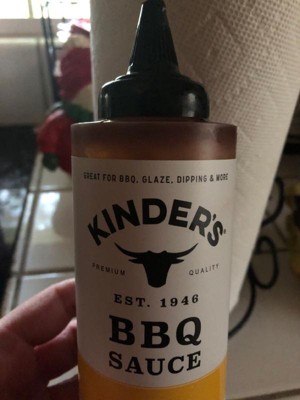 GREAT FOR BBQ, GLAZE, DIPPING & MORE
KINDER'S®
PREMIUM QUALITY
EST. 1946
BBQ
SAUCE